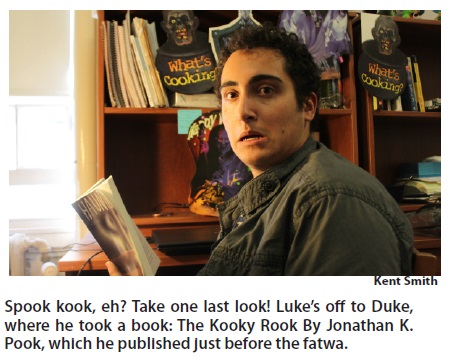 What's
Cooking
What's
Cooking?
Kent Smith
Spook kook, eh? Take one last look! Luke's off to Duke,
where he took a book: The Kooky Rook By Jonathan K.
Pook, which he published just before the fatwa.